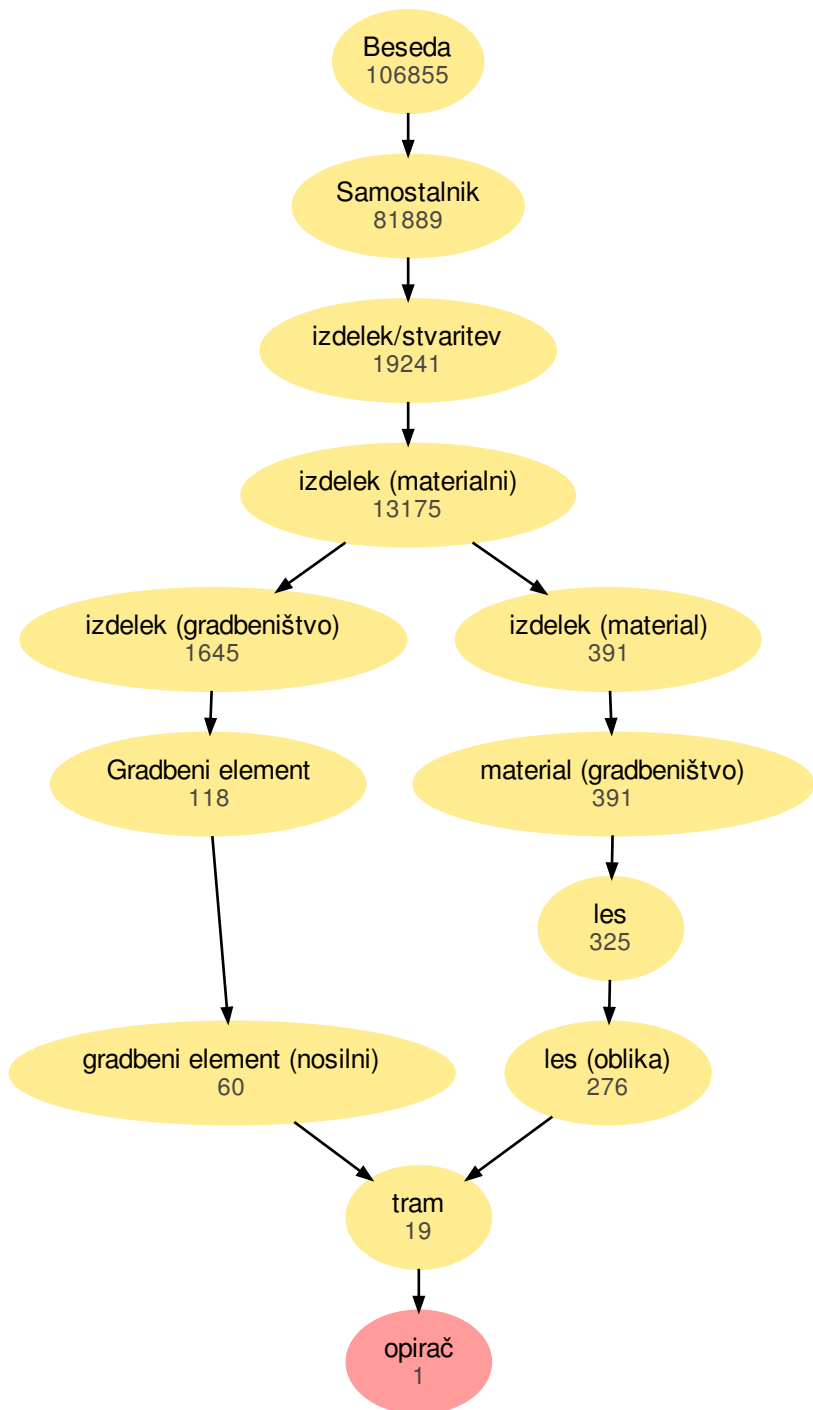 Beseda
106855
Samostalnik
81889
izdelek/stvaritev
19241
izdelek (materialni)
13175
izdelek (gradbeništvo)
1645
izdelek (material)
391
Gradbeni element
118
material (gradbeništvo)
391
les
325
gradbeni element (nosilni)
60
les (oblika)
276
tram
19
opirač
1